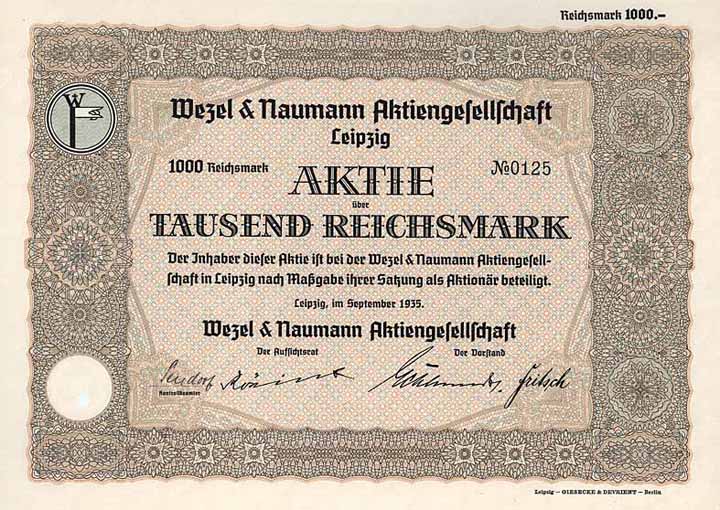 Reichsmark 1000.–
W
Wezel & Naumann Aktiengesellschaft
Leipzig
1000 Reichsmark
№0125
AKTIE
über
TAUSEND REICHSMARK
Der Inhaber dieser Aktie ist bei der Wezel & Naumann Aktiengesell-
schaft in Leipzig nach Maßgabe ihrer Satzung als Aktionär beteiligt.
Leipzig, im September 1935.
Wezel & Naumann Aktiengesellschaft
Der Aufsichtsrat
Der Vorstand
Fritsch
Kontrollbeamter
Leipzig – GIESECKE & DEVRIENT – Berlin